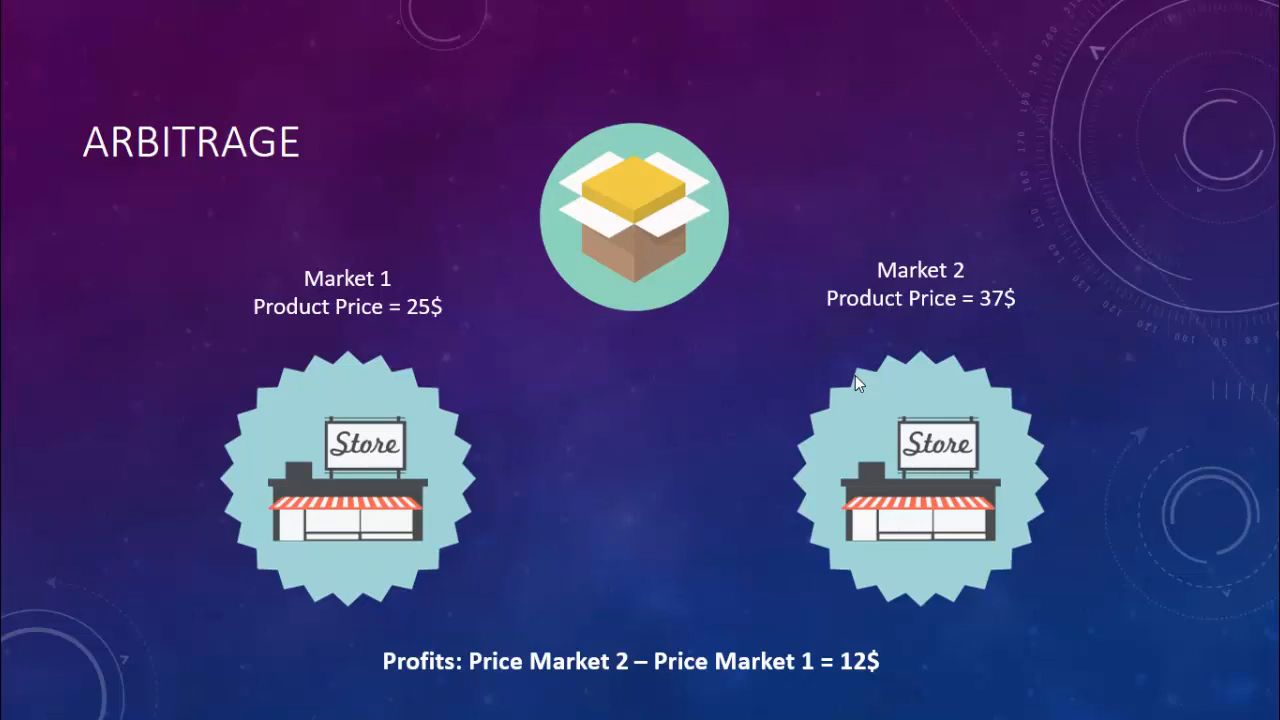 ARBITRAGE
Market 1
Product Price = 25$
Market 2
Product Price = 37$
Store
Store
Profits: Price Market 2 – Price Market 1 = 12$